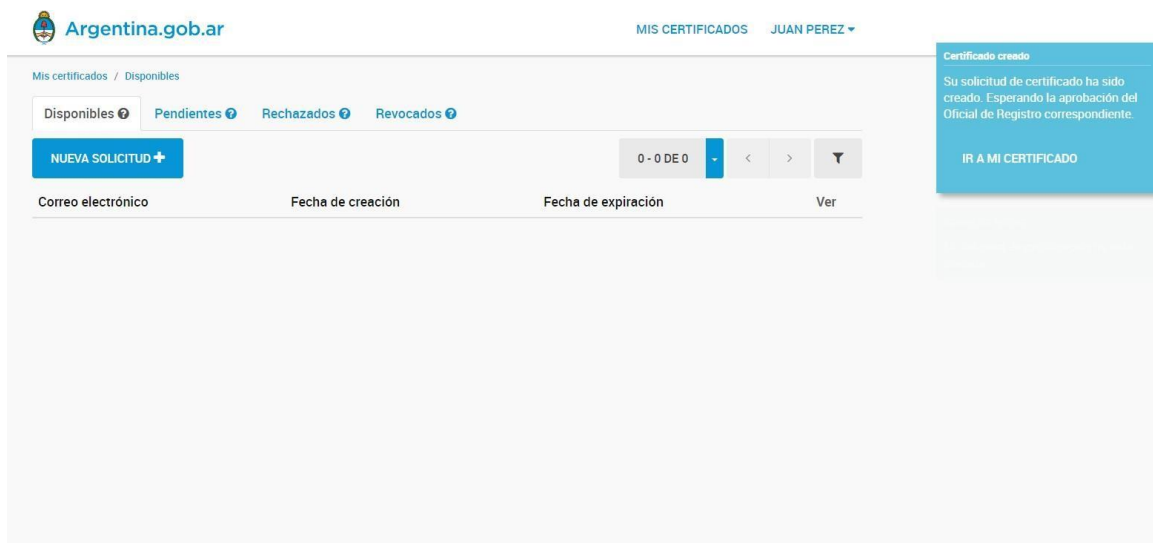 Argentina.gob.ar
MIS CERTIFICADOS
JUAN PEREZ
Mis certificados / Disponibles
Disponibles
Pendientes
Rechazados
Revocados
NUEVA SOLICITUD
0 - 0 DE 0
Correo electrónico
Fecha de creación
Fecha de expiración
Ver
Certificado creado
Su solicitud de certificado ha sido
creado. Esperando la aprobación del
Oficial de Registro correspondiente.
IR A MI CERTIFICADO